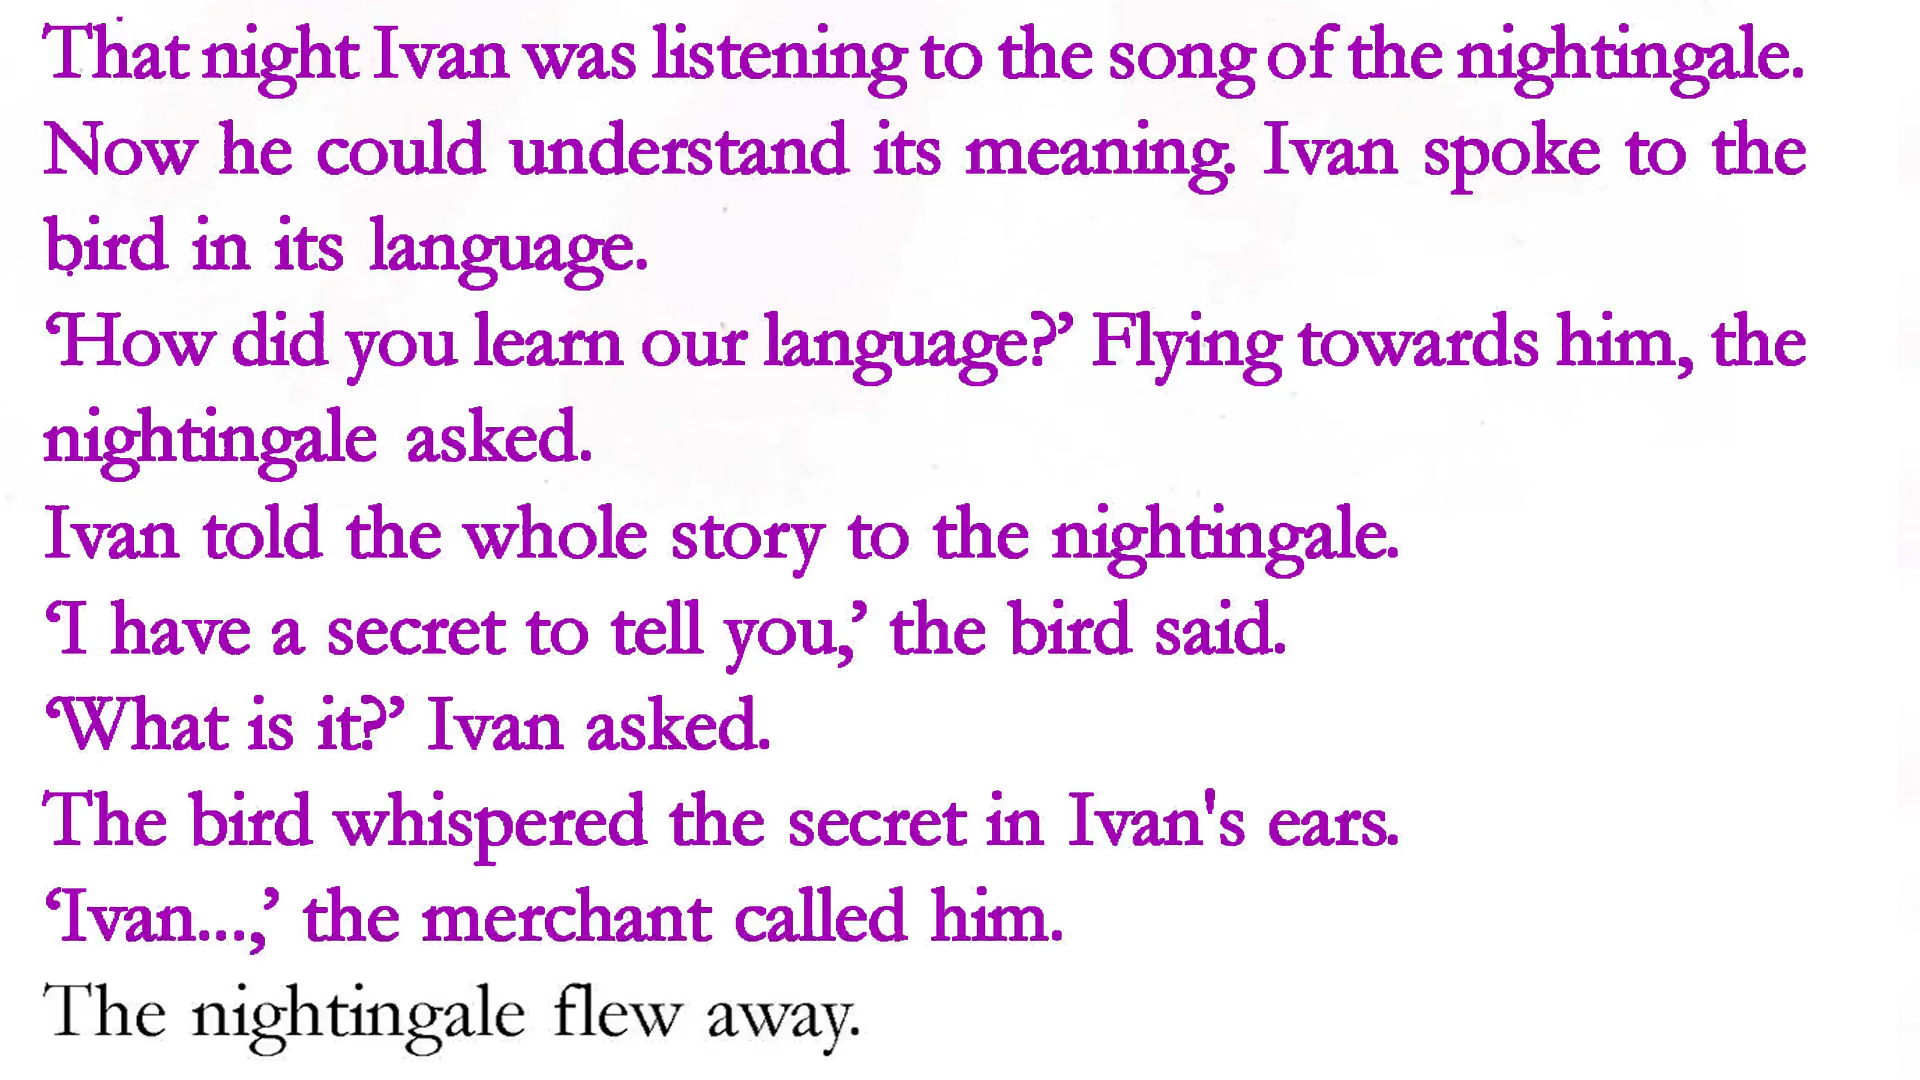 That night Ivan was listening to the song of the nightingale.
Now he could understand its meaning. Ivan spoke to the
bird in its language.
‘How did you learn our language?’ Flying towards him, the
nightingale asked.
Ivan told the whole story to the nightingale.
‘I have a secret to tell you,’ the bird said.
‘What is it?’ Ivan asked.
The bird whispered the secret in Ivan's ears.
‘Ivan...,’ the merchant called him.
The nightingale flew away.